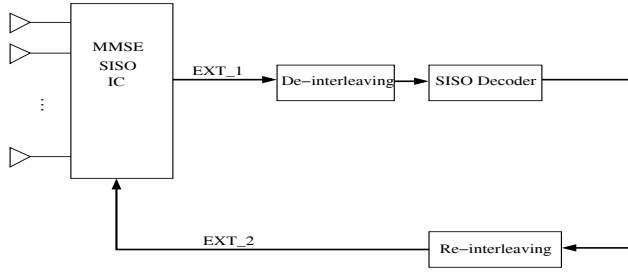 MMSE
SISO
IC
EXT_1
De-interleaving
SISO Decoder
...
EXT_2
Re-interleaving